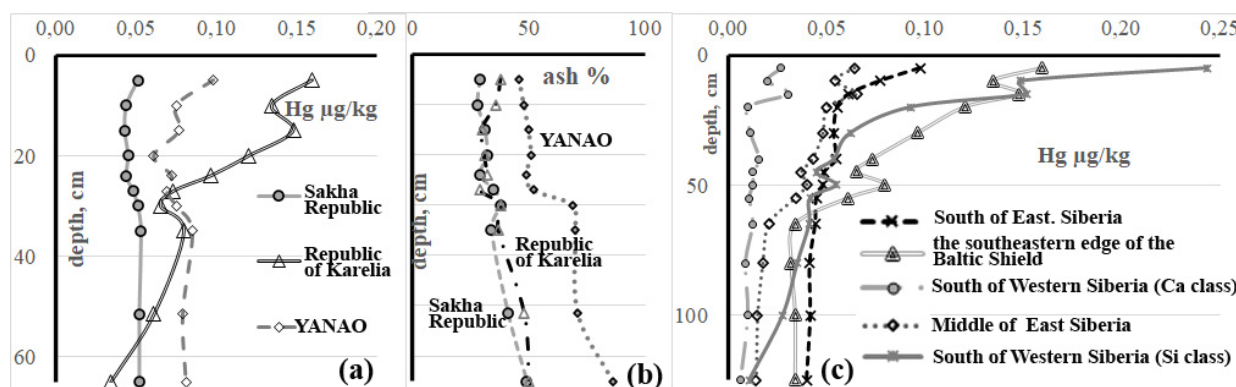 0,00 0,05 0,10 0,15 0,20
0
20
40
60
depth, cm
Hg µg/kg
Sakha
Republic
Republic
of Karelia
YANAO
(a)
0 50 100
ash %
YANAO
depth, cm
Republic
of Karelia
Sakha
Republic
(b)
(c)
0,00 0,05 0,10 0,15 0,20 0,25
0
50
100
depth, cm
Hg µg/kg
South of East. Siberia
the southeastern edge of the
Baltic Shield
South of Western Siberia (Ca class)
Middle of East Siberia
South of Western Siberia (Si class)
(c)